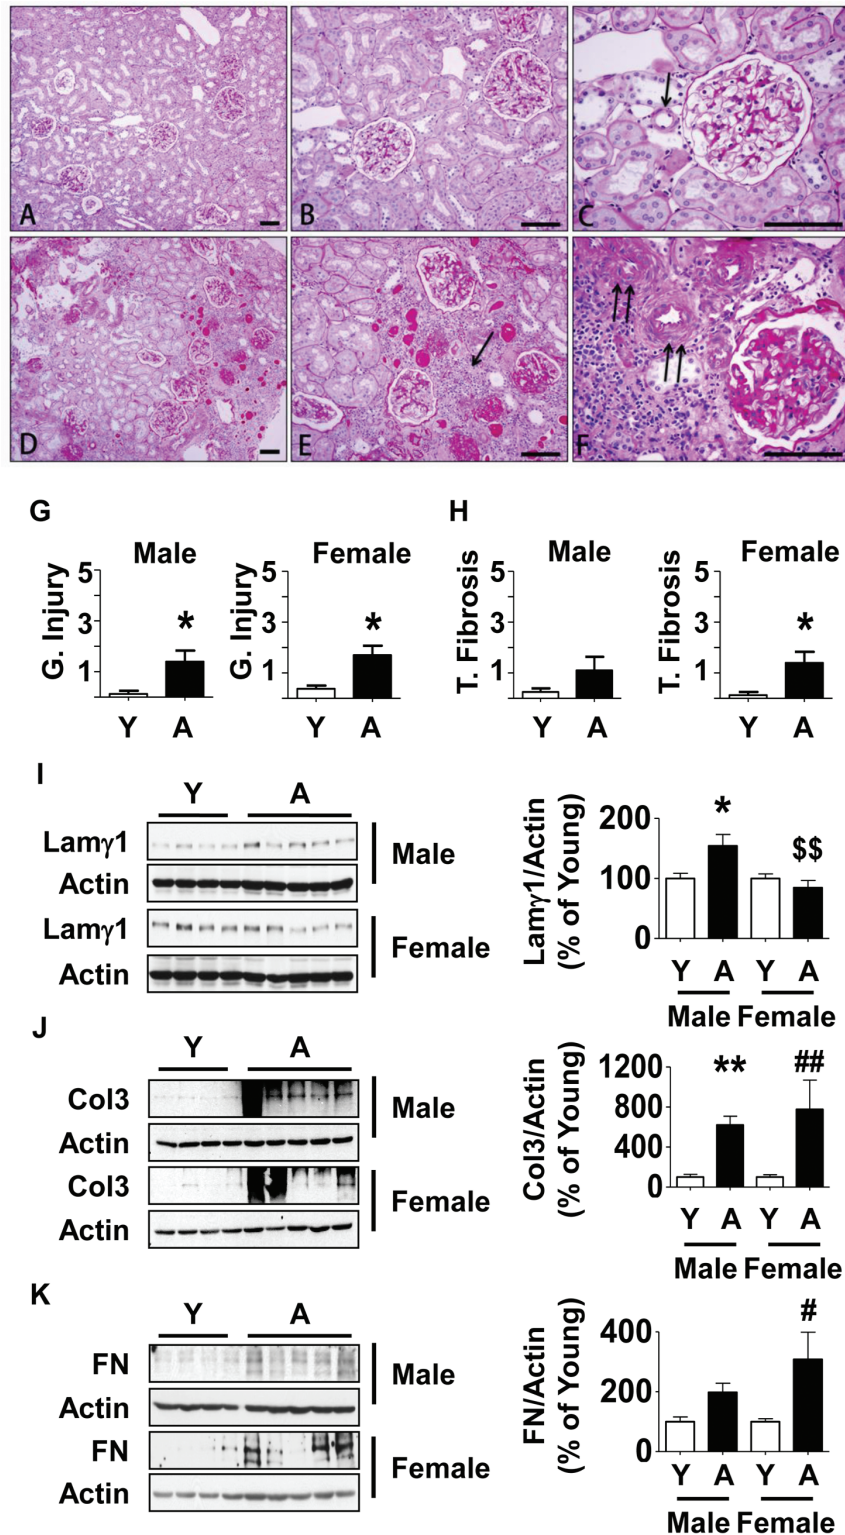 A
B
C
D
E
F
G
H
Male
Female
Male
Female
G. Injury
5
3
1
*
Y A
G. Injury
5
3
1
*
Y A
T. Fibrosis
5
3
1
Y A
T. Fibrosis
5
3
1
*
Y A
I
Y A
Lamγ1
Actin
Male
Lamγ1
Actin
Female
Lamγ1/Actin
(% of Young)
200
100
0
*
$$
Y A Y A
Male Female
J
Y A
Col3
Actin
Male
Col3
Actin
Female
Col3/Actin
(% of Young)
1200
800
400
0
**
##
Y A Y A
Male Female
K
Y A
FN
Actin
Male
FN
Actin
Female
FN/Actin
(% of Young)
400
200
0
#
Y A Y A
Male Female